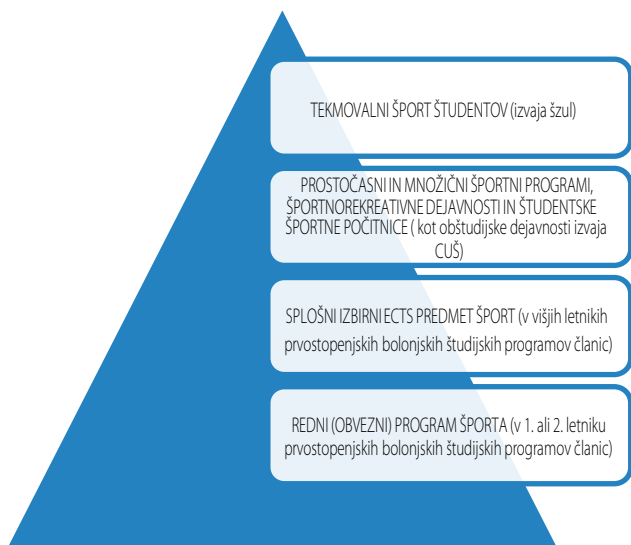 TEKMOVALNI ŠPORT ŠTUDENTOV (izvaja šzul)
PROSTOČASNI IN MNOŽIČNI ŠPORTNI PROGRAMI,
ŠPORTNOREKREATIVNE DEJAVNOSTI IN ŠTUDENTSKE
ŠPORTNE POČITNICE ( kot obštudijske dejavnosti izvaja
CUŠ)
SPLOŠNI IZBIRNI ECTS PREDMET ŠPORT (v višjih letnikih
prvostopenjskih bolonjskih študijskih programov članic)
REDNI (OBVEZNI) PROGRAM ŠPORTA (v 1. ali 2. letniku
prvostopenjskih bolonjskih študijskih programov članic)